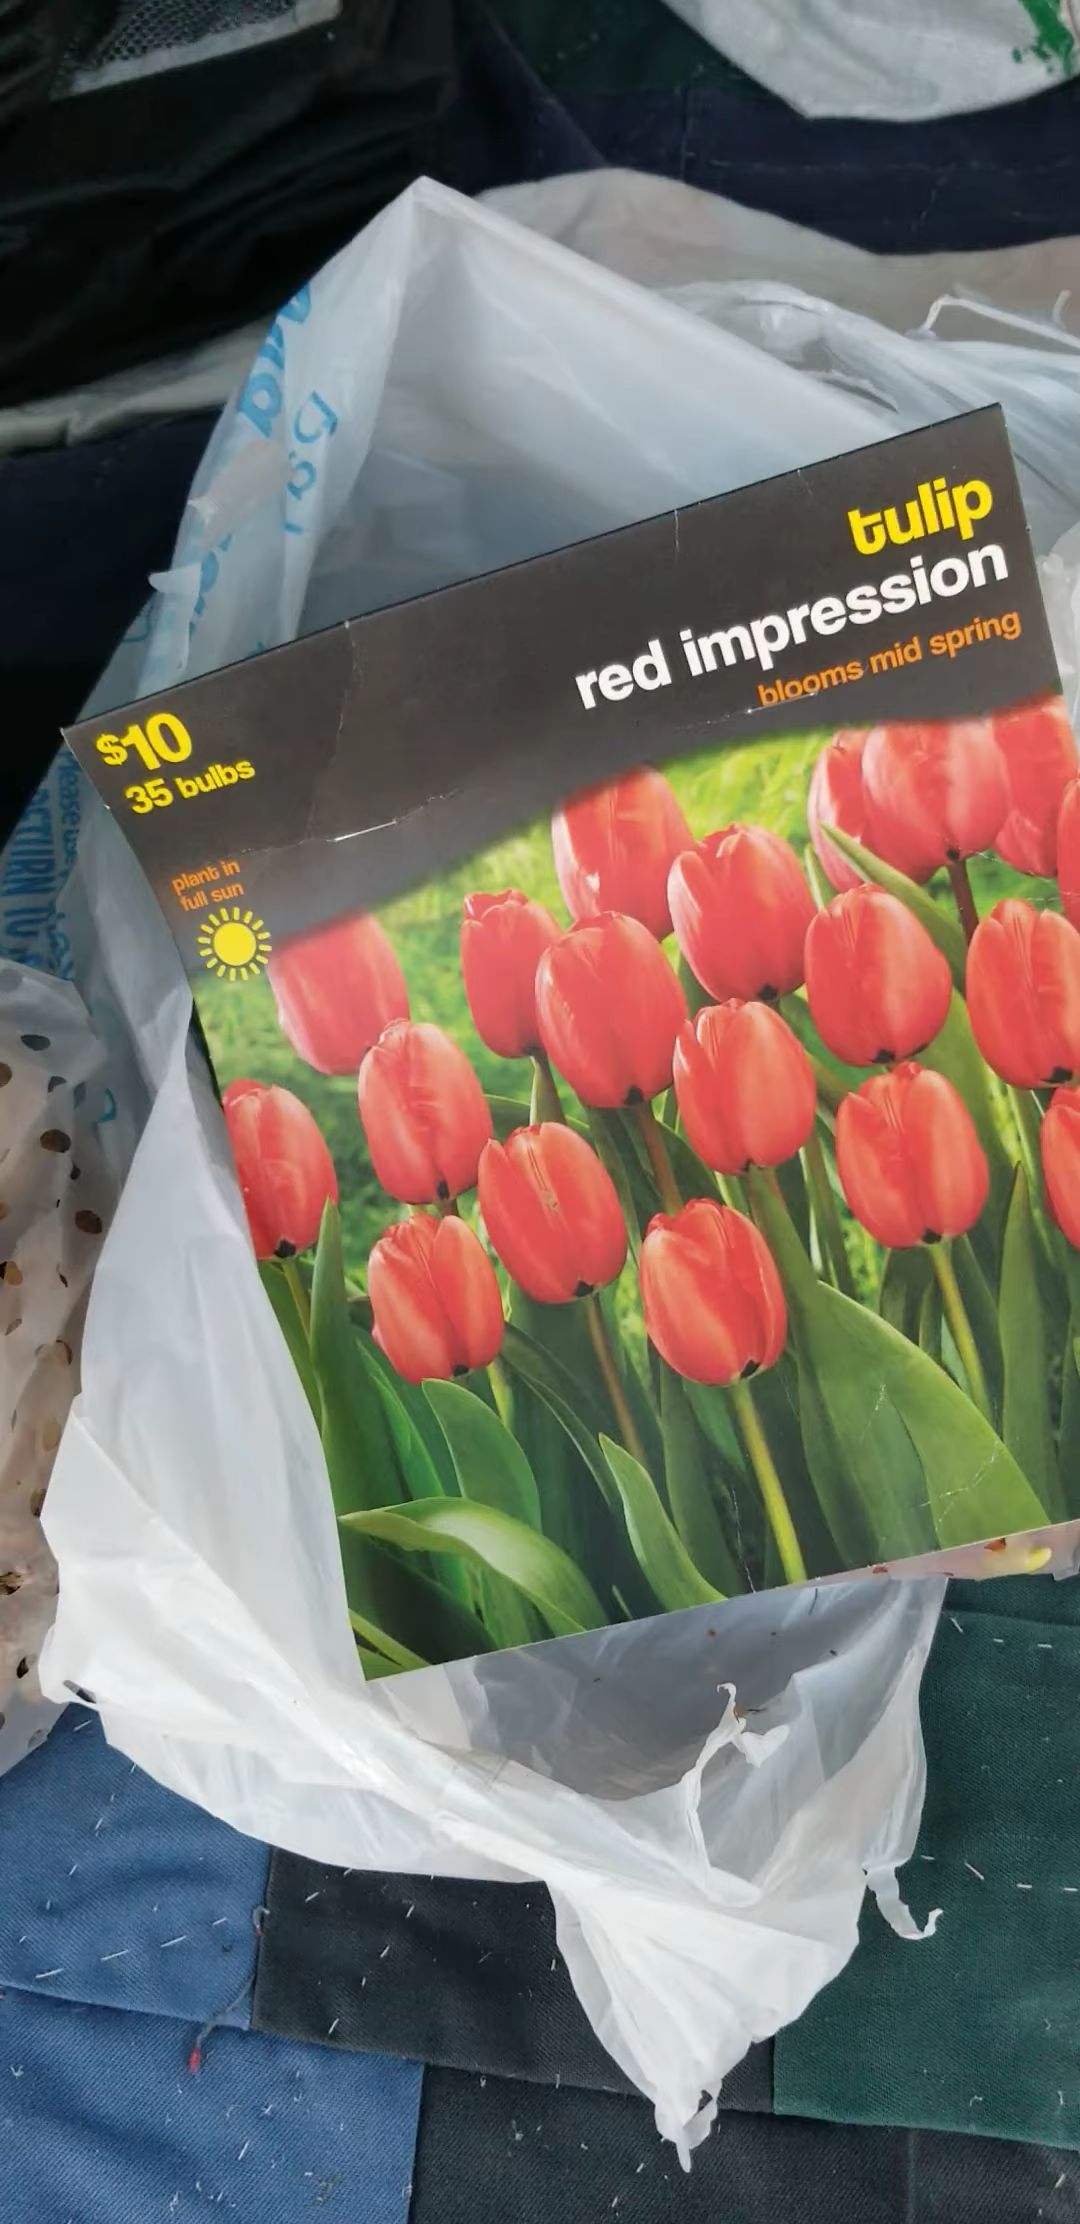 tulip
red impression
blooms mid spring
$10
35 bulbs
plant in
full sun